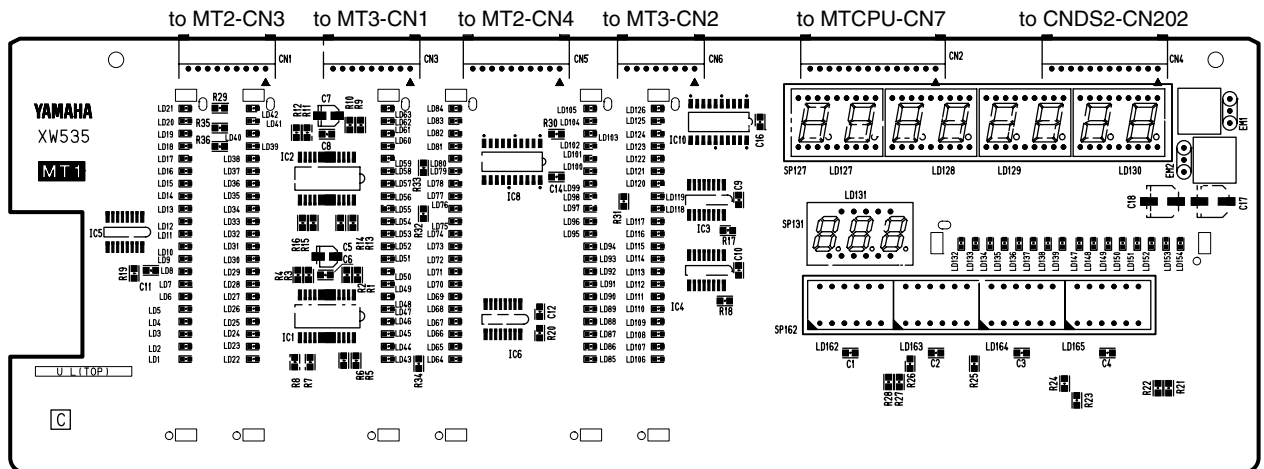 to MT2-CN3 to MT3-CN1 to MT2-CN4 to MT3-CN2 to MTCPU-CN7 to CNDS2-CN202
CN1 CN3 CN5 CN6 CN2 CN4
YAMAHA
XW535
MT1
LD21 LD20 LD19 LD18 LD17 LD16 LD15 LD14 LD13 LD12 LD11 LD10 LD9 LD8 LD7 LD6 LD5 LD4 LD3 LD2 LD1
R29 R35 R36
IC5 R19 C11
LD42 LD41 LD40 LD39 LD38 LD37 LD36 LD35 LD34 LD33 LD32 LD31 LD30 LD29 LD28 LD27 LD26 LD25 LD24 LD23 LD22
R12 R11 C7 R10 R9
C8
IC2
R16 R15 C5 R14 R13
C6
R4 R3 R2 R1
IC1
R8 R7 R6 R5
LD63 LD62 LD61 LD60 LD59 LD58 LD57 LD56 LD55 LD54 LD53 LD52 LD51 LD50 LD49 LD48 LD47 LD46 LD45 LD44 LD43
R33 R32 R34
LD84 LD83 LD82 LD81 LD80 LD79 LD78 LD77 LD76 LD75 LD74 LD73 LD72 LD71 LD70 LD69 LD68 LD67 LD66 LD65 LD64
R30
IC8
C14
C12
R20
IC6
LD105 LD104 LD103 LD102 LD101 LD100 LD99 LD98 LD97 LD96 LD95 LD94 LD93 LD92 LD91 LD90 LD89 LD88 LD87 LD86 LD85
R31
LD126 LD125 LD124 LD123 LD122 LD121 LD120 LD119 LD118 LD117 LD116 LD115 LD114 LD113 LD112 LD111 LD110 LD109 LD108 LD107 LD106
IC10 C16
C9
IC3
R17
C10
IC4
R18
SP127 LD127 LD128 LD129 LD130
EM1
EM2
C18 C17
LD131
SP131
LD132 LD133 LD134 LD135 LD136 LD137 LD138 LD139 LD147 LD148 LD149 LD150 LD151 LD152 LD153 LD154
SP162
LD162 LD163 LD164 LD165
C1 C2 C3 C4
R28 R27 R26 R25 R24 R23 R22 R21
U L(TOP)
C